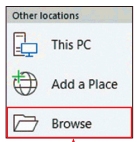 Other locations
This PC
Add a Place
Browse